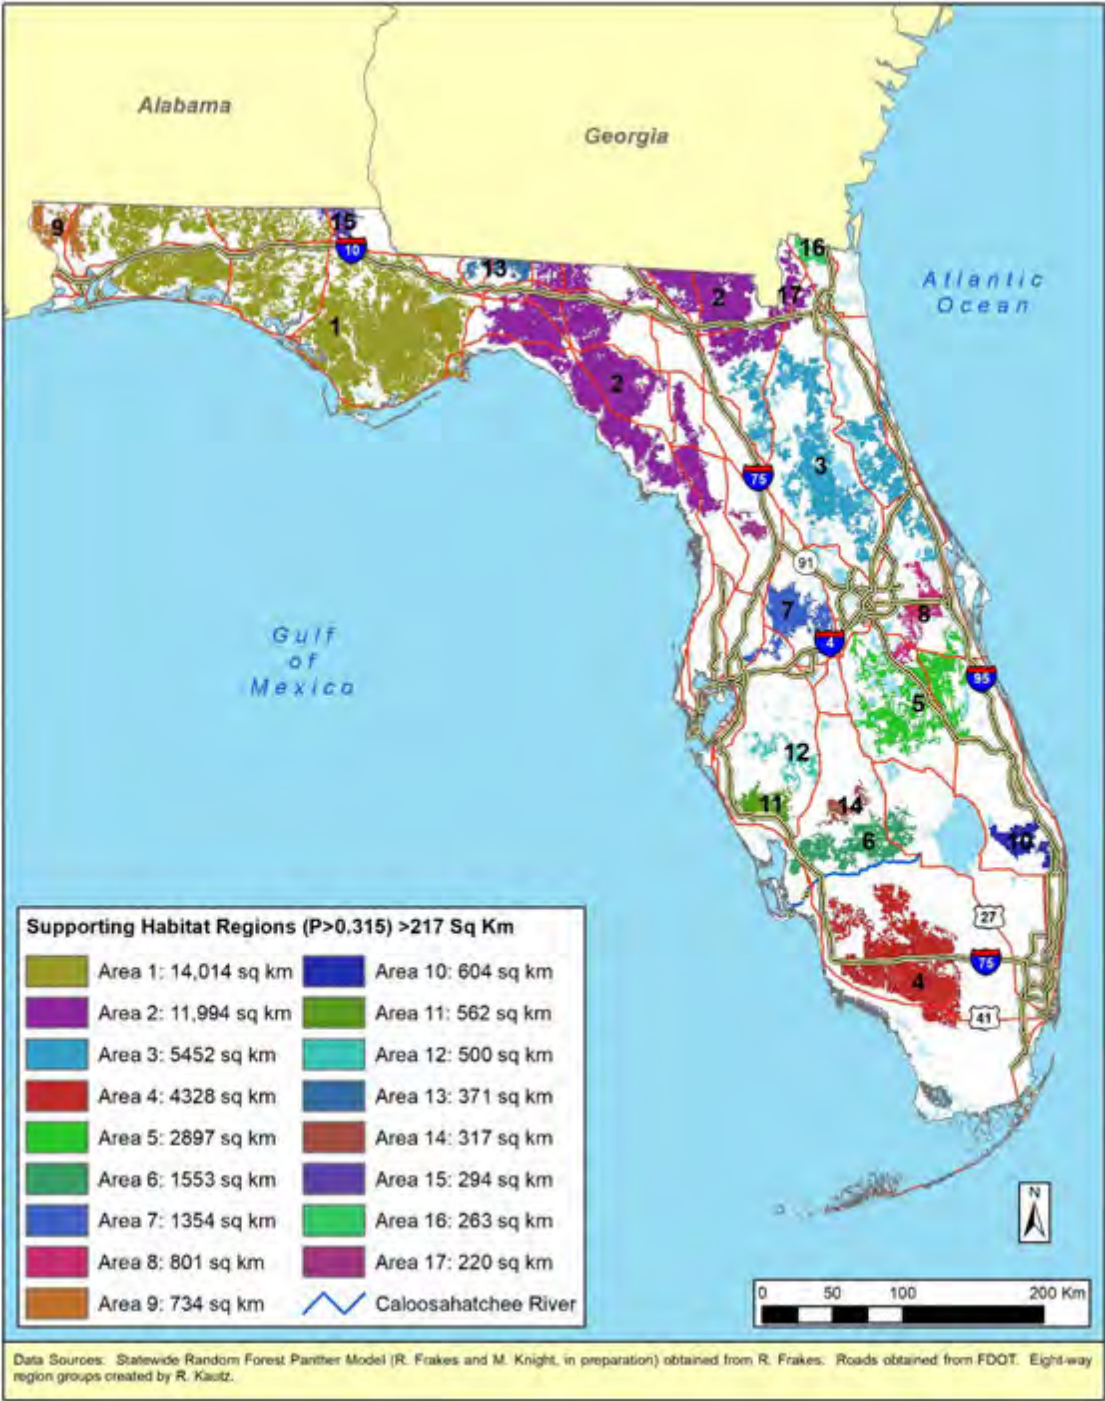 Alabama
Georgia
Atlantic
Ocean
Gulf
of
Mexico
9
15
10
13
16
2
17
1
2
3
75
91
7
8
4
95
5
12
11
14
6
10
27
4
75
41
Supporting Habitat Regions (P>0.315) >217 Sq Km
Area 1: 14,014 sq km
Area 2: 11,994 sq km
Area 3: 5452 sq km
Area 4: 4328 sq km
Area 5: 2897 sq km
Area 6: 1553 sq km
Area 7: 1354 sq km
Area 8: 801 sq km
Area 9: 734 sq km
Area 10: 604 sq km
Area 11: 562 sq km
Area 12: 500 sq km
Area 13: 371 sq km
Area 14: 317 sq km
Area 15: 294 sq km
Area 16: 263 sq km
Area 17: 220 sq km
Caloosahatchee River
N
0 50 100 200 Km
Data Sources: Statewide Random Forest Panther Model (R. Frakes and M. Knight, in preparation) obtained from R. Frakes. Roads obtained from FDOT. Eight-way
region groups created by R. Kautz.